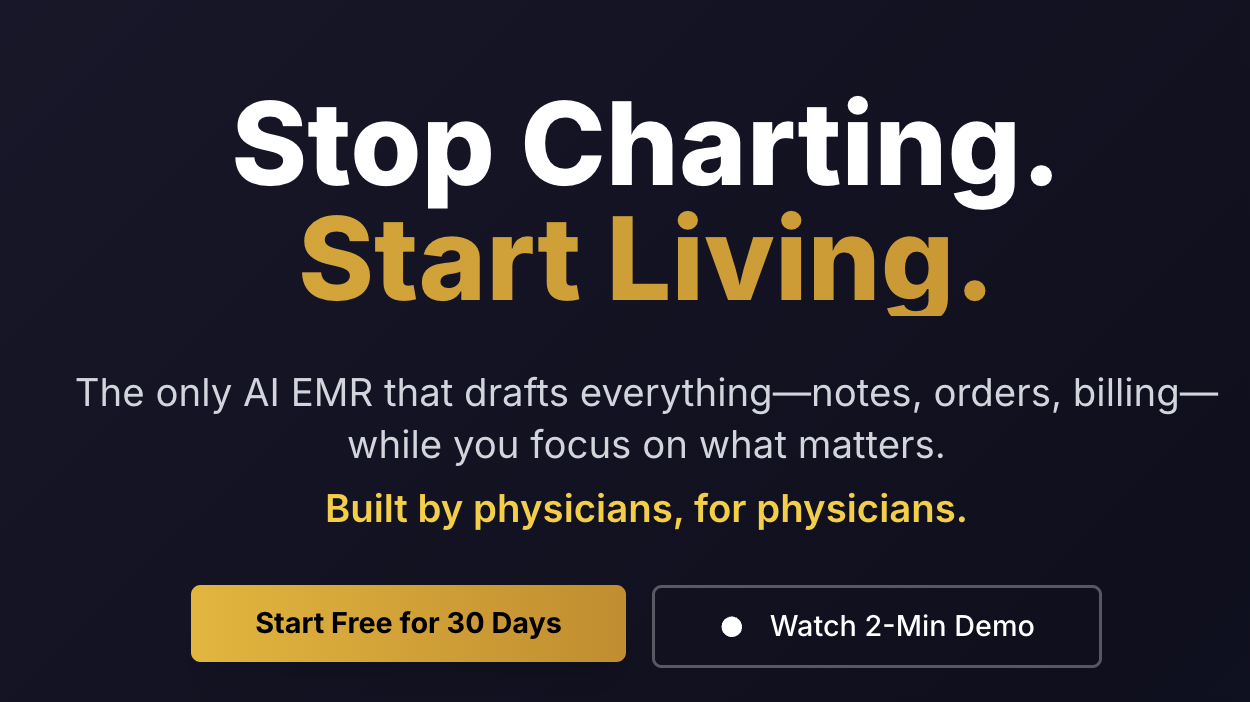 Stop Charting.
Start Living.
The only AI EMR that drafts everything—notes, orders, billing—
while you focus on what matters.
Built by physicians, for physicians.
Start Free for 30 Days
Watch 2-Min Demo